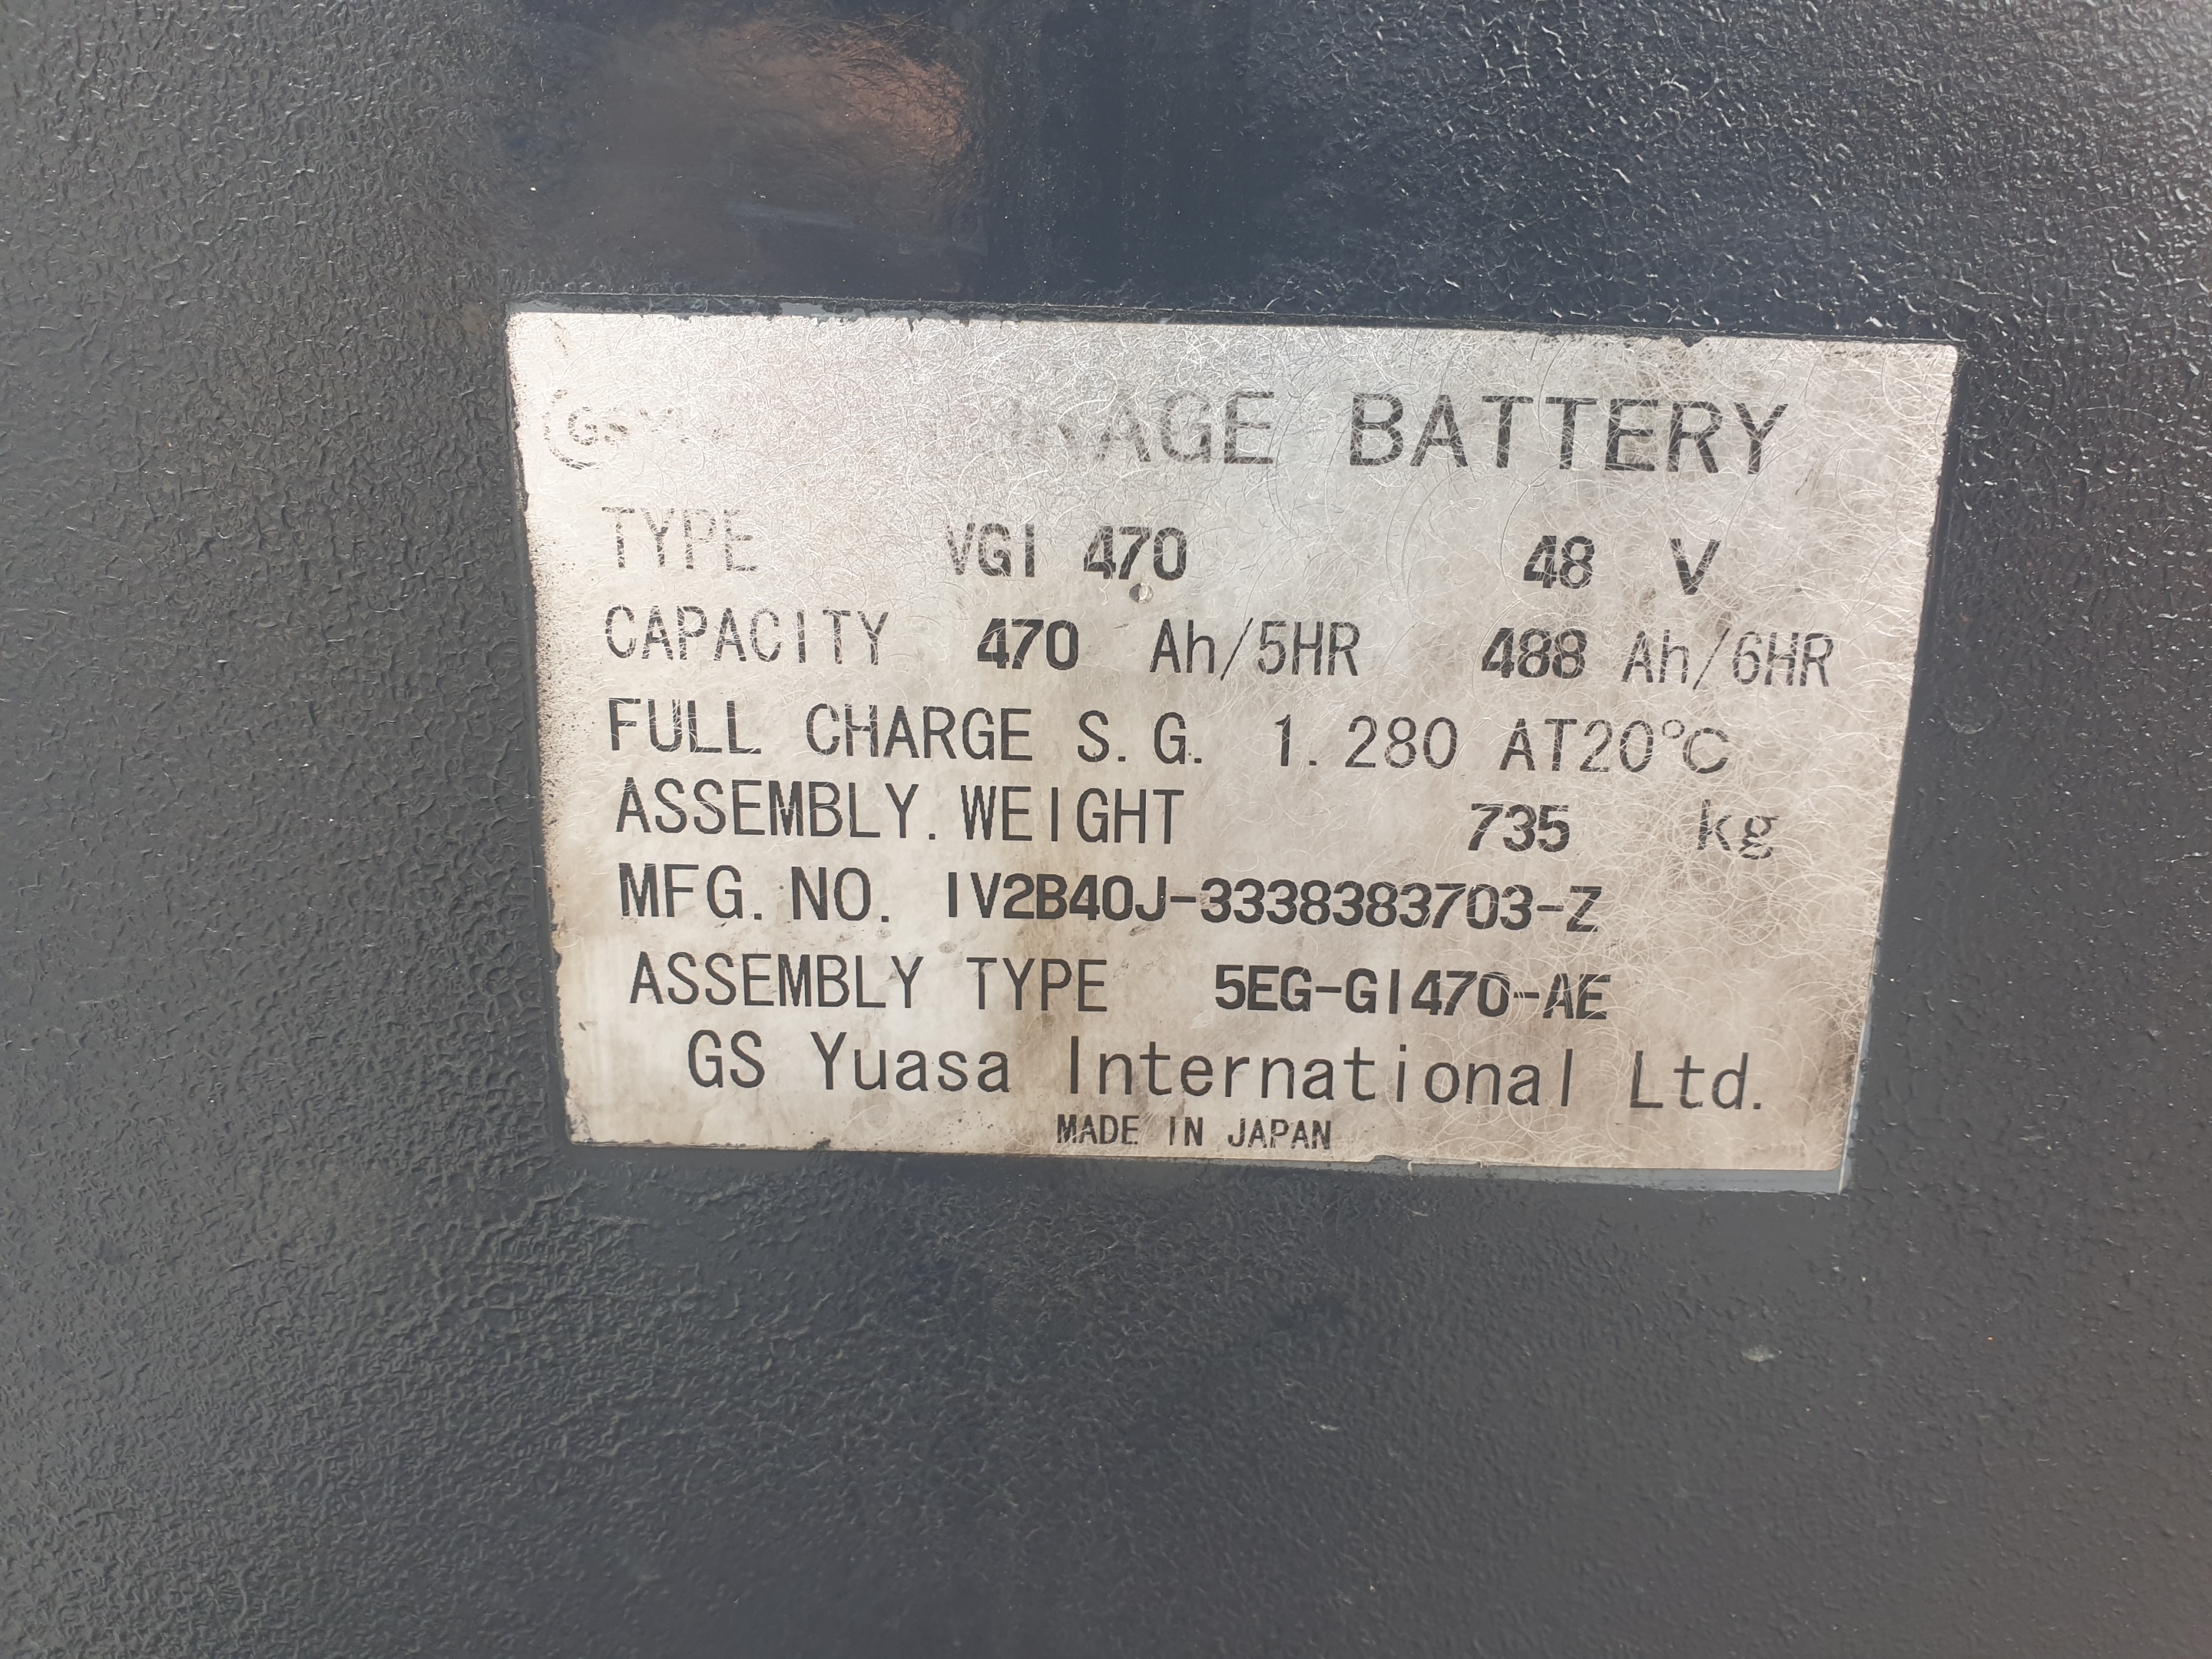 GS BATTERY
TYPE VGI 470 48 V
CAPACITY 470 Ah/5HR 488 Ah/6HR
FULL CHARGE S.G. 1.280 AT20℃
ASSEMBLY.WEIGHT 735 kg
MFG.NO. IV2B40J-3338383703-Z
ASSEMBLY TYPE 5EG-GI470-AE
GS Yuasa International Ltd.
MADE IN JAPAN